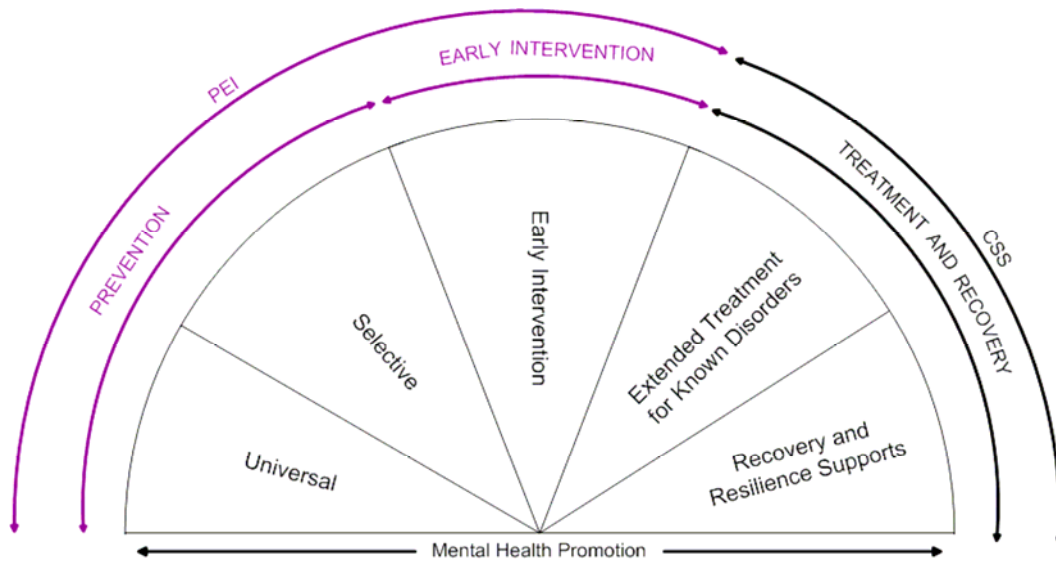 PEI
EARLY INTERVENTION
PREVENTION
TREATMENT AND RECOVERY
CSS
Universal
Selective
Early Intervention
Extended Treatment
for Known Disorders
Recovery and
Resilience Supports
Mental Health Promotion